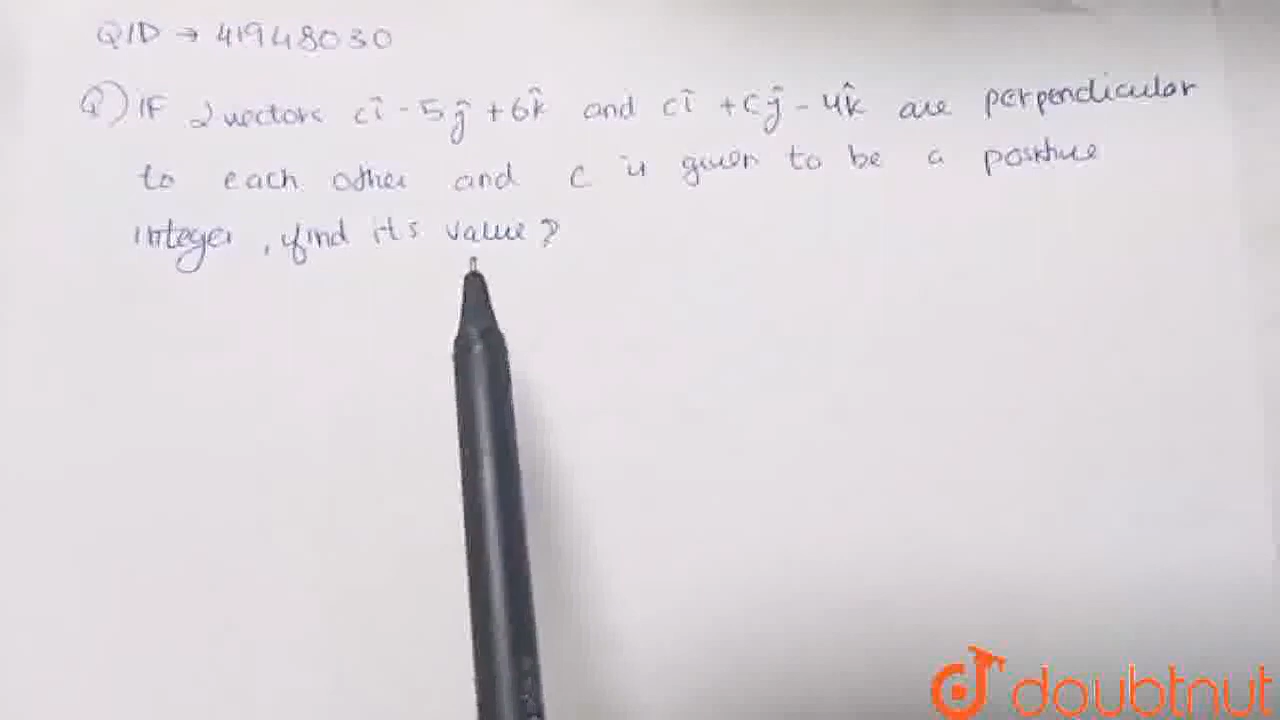 QID → 41948030
Q) IF 2 vectors cî - 5ĵ + 6k̂ and cî + cĵ - 4k̂ are perpendicular
to each other and c is given to be a positive
integer, find its value?
doubtnut